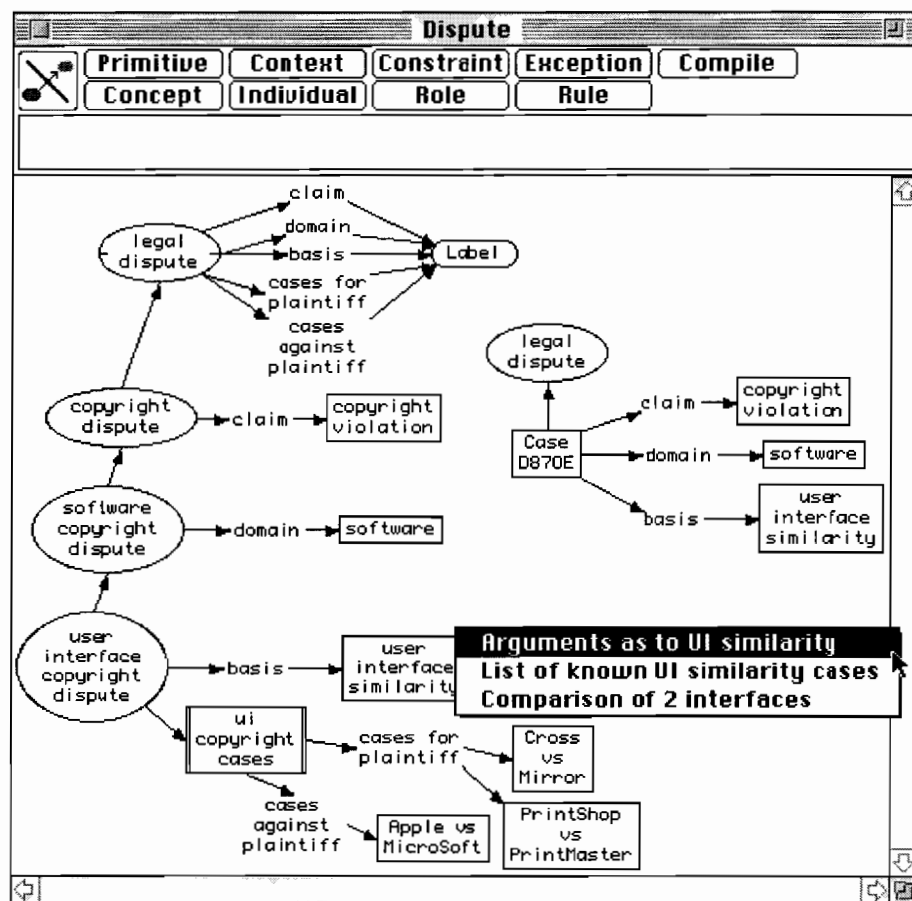 Dispute
Primitive
Context
Constraint
Exception
Compile
Concept
Individual
Role
Rule
claim
domain
basis
cases for
plaintiff
cases
against
plaintiff
legal
dispute
Label
legal
dispute
copyright
dispute
claim
copyright
violation
Case
D870E
claim
copyright
violation
domain
software
basis
user
interface
similarity
software
copyright
dispute
domain
software
user
interface
copyright
dispute
basis
user
interface
similarity
Arguments as to UI similarity
List of known UI similarity cases
Comparison of 2 interfaces
ui
copyright
cases
cases for
plaintiff
Cross
vs
Mirror
cases
against
plaintiff
Apple vs
MicroSoft
PrintShop
vs
PrintMaster